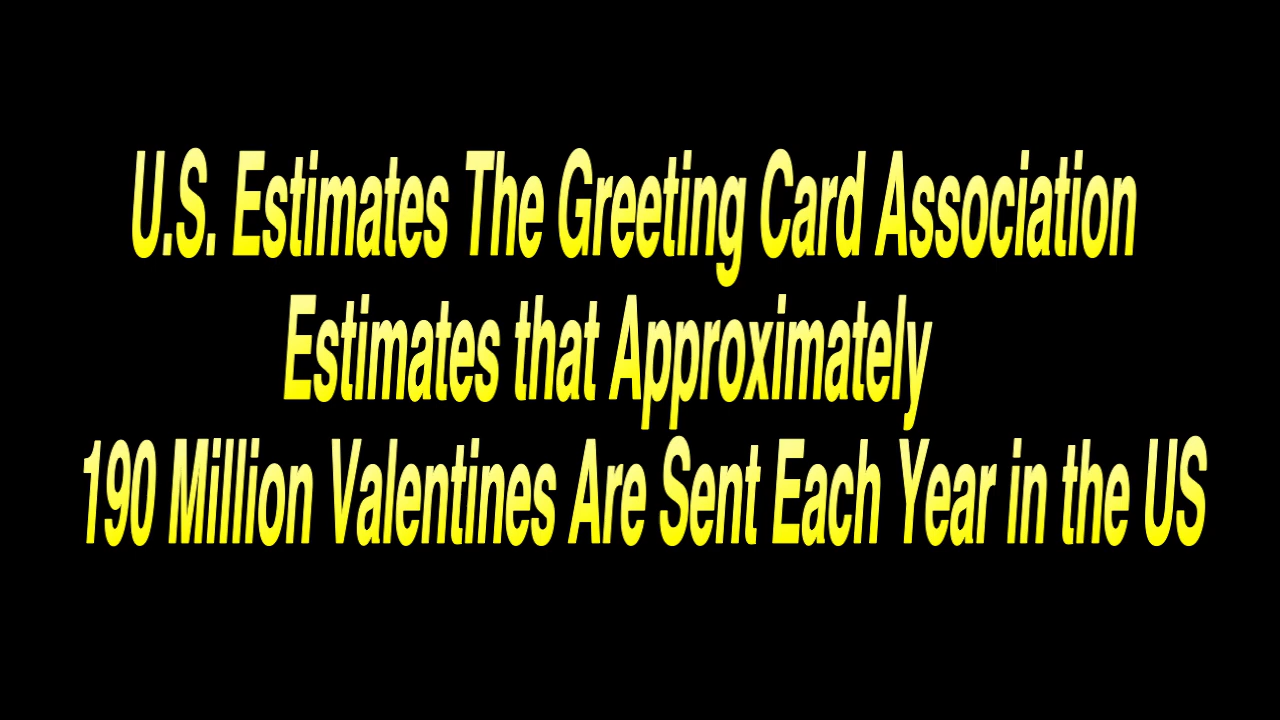 U.S. Estimates The Greeting Card Association
Estimates that Approximately
190 Million Valentines Are Sent Each Year in the US